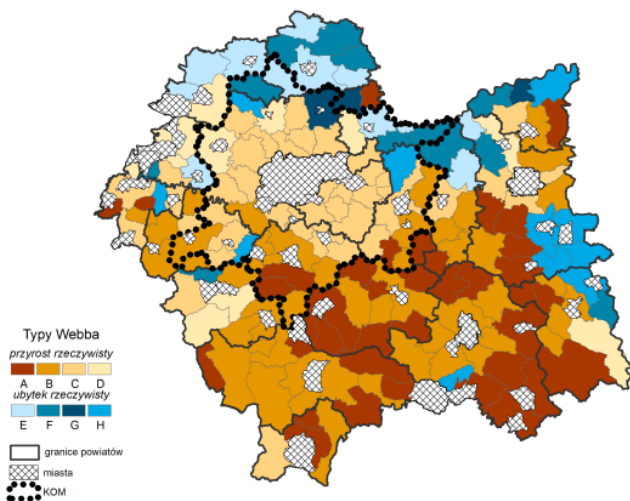 Typy Webba
przyrost rzeczywisty
A B C D
ubytek rzeczywisty
E F G H
granice powiatów
miasta
KOM